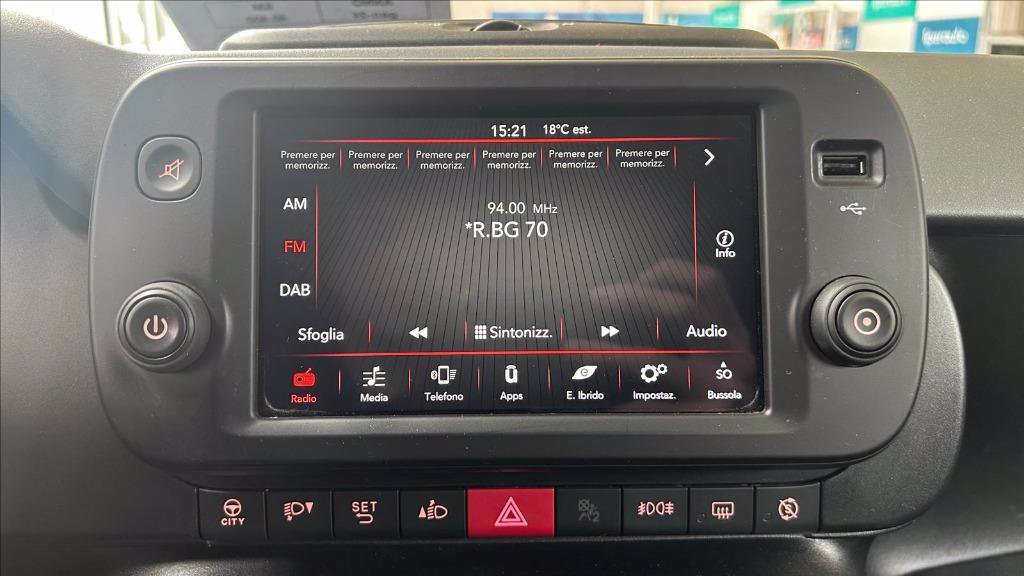 15:21 18°C est.
Premere per memorizz.
Premere per memorizz.
Premere per memorizz.
Premere per memorizz.
Premere per memorizz.
Premere per memorizz.
AM
94.00 MHz
*R.BG 70
FM
Info
DAB
Sfoglia Sintonizz. Audio
SO
Radio Media Telefono Apps E. Ibrido Impostaz. Bussola
CITY SET